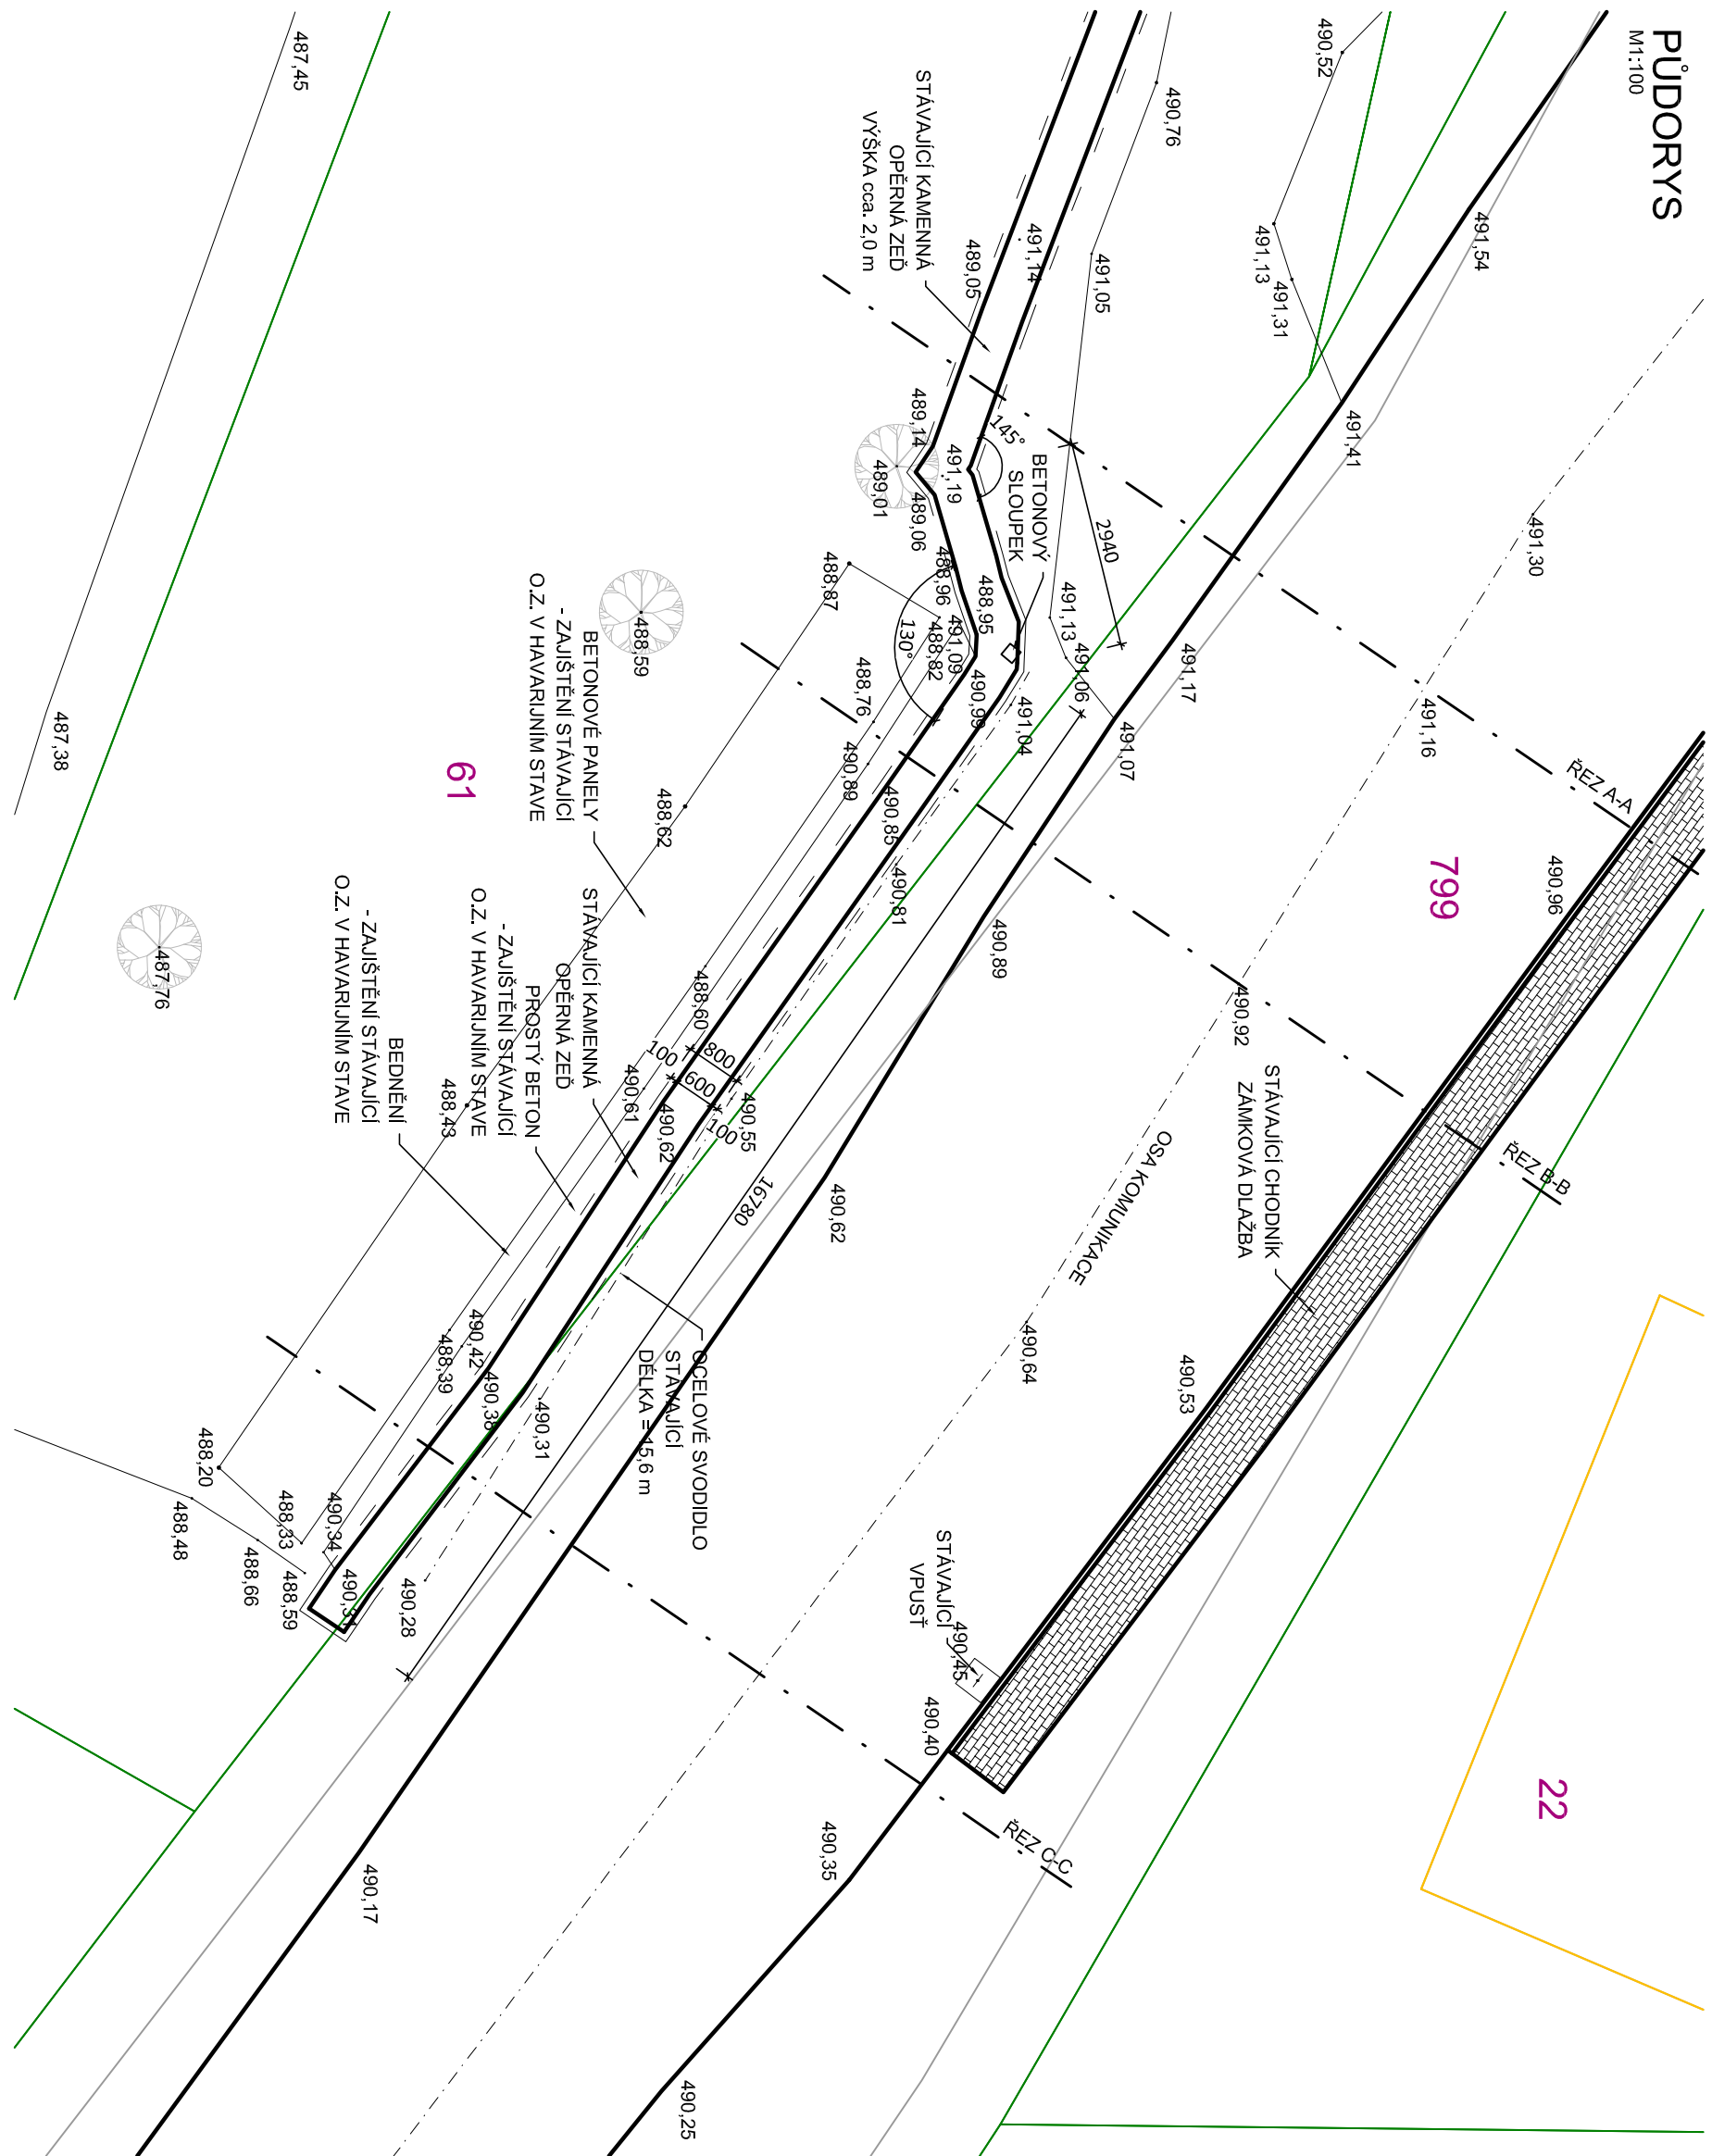 PŮDORYS
M1:100
490,52
491,54
491,13
491,31
491,41
491,30
491,16
ŘEZ A-A
490,96
799
490,76
491,05
491,14
489,05
STÁVAJÍCÍ KAMENNÁ
OPĚRNÁ ZEĎ
VÝŠKA cca. 2,0 m
487,45
145°
2940
BETONOVÝ
SLOUPEK
491,19
489,14
489,01
489,06
488,96
488,95
491,09
488,82
130°
491,13
491,06
491,17
491,07
491,04
490,99
488,87
488,76
490,89
490,85
490,81
490,89
490,92
488,59
BETONOVÉ PANELY
- ZAJIŠTĚNÍ STÁVAJÍCÍ
O.Z. V HAVARIJNÍM STAVE
61
487,38
488,62
487,76
STÁVAJÍCÍ KAMENNÁ
OPĚRNÁ ZEĎ
PROSTÝ BETON
- ZAJIŠTĚNÍ STÁVAJÍCÍ
O.Z. V HAVARIJNÍM STAVE
BEDNĚNÍ
- ZAJIŠTĚNÍ STÁVAJÍCÍ
O.Z. V HAVARIJNÍM STAVE
488,60
100
800
600
100
490,55
490,61
490,62
488,43
16780
490,62
OSA KOMUNIKACE
STÁVAJÍCÍ CHODNÍK
ZÁMKOVÁ DLAŽBA
ŘEZ B-B
490,64
490,53
OCELOVÉ SVODIDLO
STÁVAJÍCÍ
DÉLKA = 15,6 m
490,42
488,39
490,38
490,31
488,20
488,33
490,34
488,48
488,66
488,59
490,31
490,28
STÁVAJÍCÍ
VPUSŤ
490,45
490,40
490,35
ŘEZ C-C
22
490,17
490,25